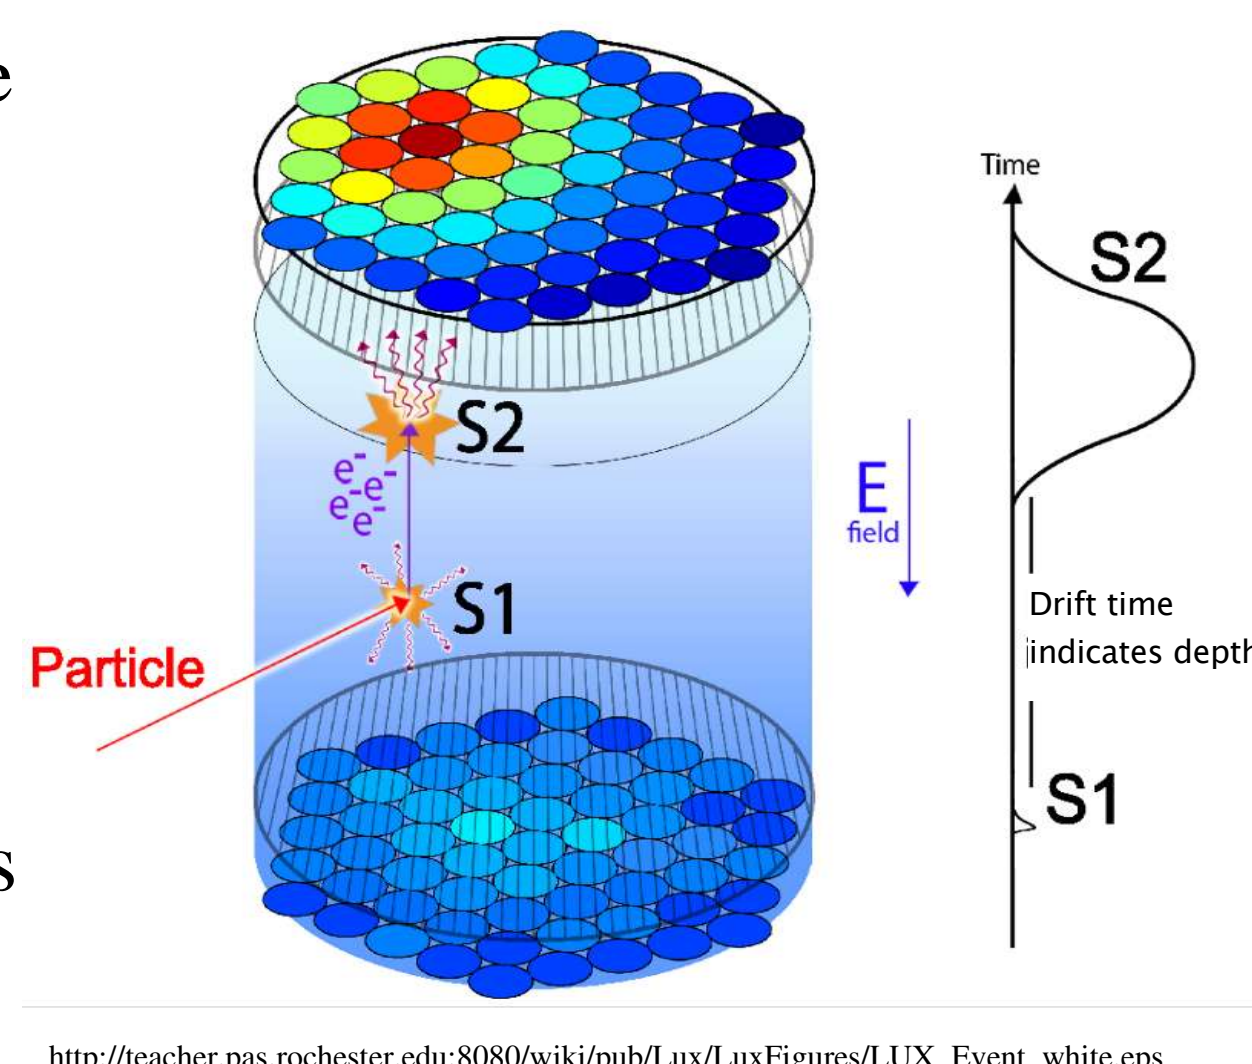 e
Time
S2
S2
e-
e-
e-
e-
E
field
S1
Drift time
indicates depth
Particle
S1
s
http://teacher.pas.rochester.edu:8080/wiki/pub/Lux/LuxFigures/LUX_Event_white.eps